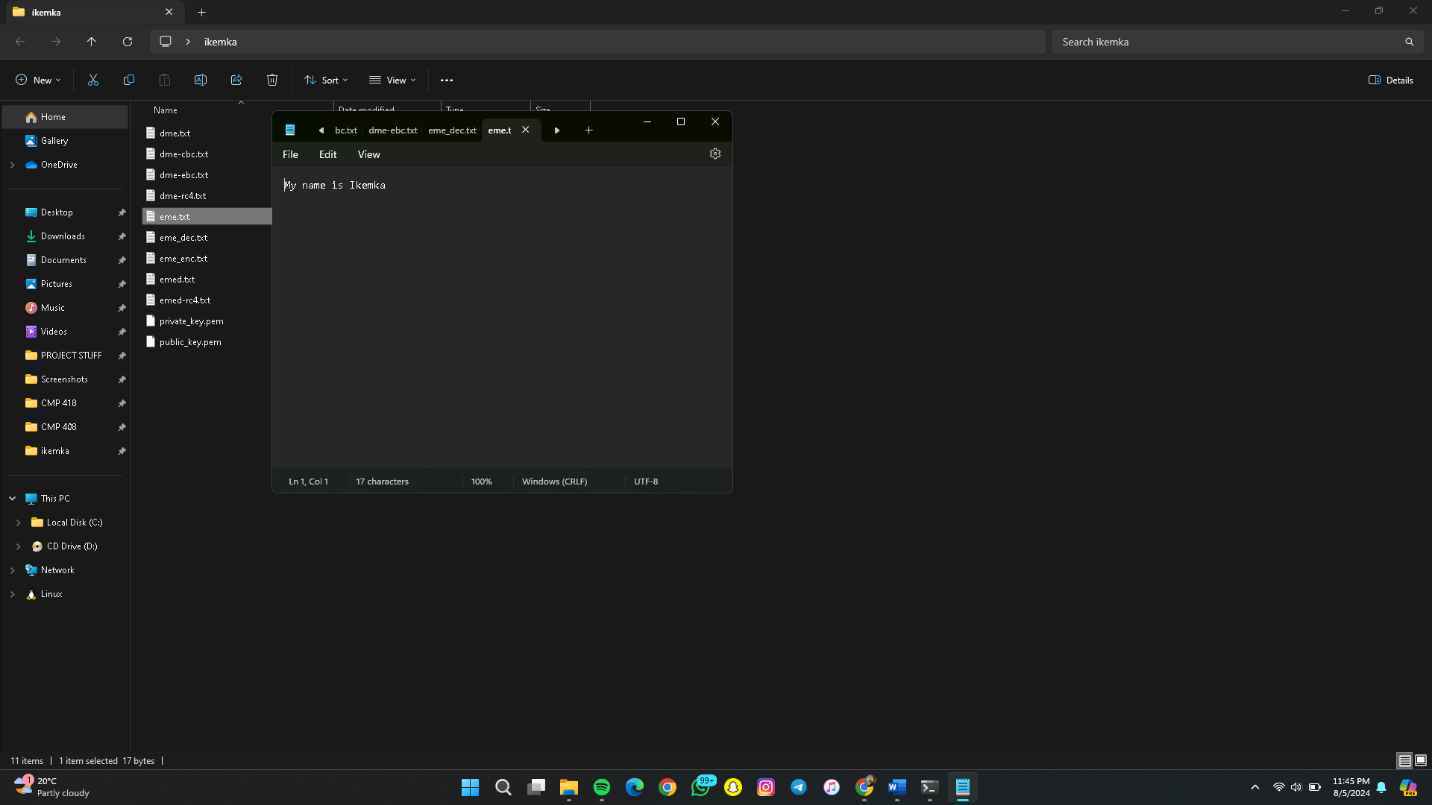 ikemka
ikemka
Search ikemka
New
Sort
View
Details
Home
Gallery
OneDrive
Desktop
Downloads
Documents
Pictures
Music
Videos
PROJECT STUFF
Screenshots
CMP 418
CMP 408
ikemka
This PC
Local Disk (C:)
CD Drive (D:)
Network
Linux
Name
Date modified
Type
Size
dme.txt
dme-cbc.txt
dme-ebc.txt
dme-rc4.txt
eme.txt
eme_dec.txt
eme_enc.txt
emed.txt
emed-rc4.txt
private_key.pem
public_key.pem
bc.txt dme-ebc.txt eme_dec.txt eme.t
File Edit View
My name is Ikemka
Ln 1, Col 1 17 characters 100% Windows (CRLF) UTF-8
11 items 1 item selected 17 bytes
1
20°C
Partly cloudy
99+
11:45 PM
8/5/2024